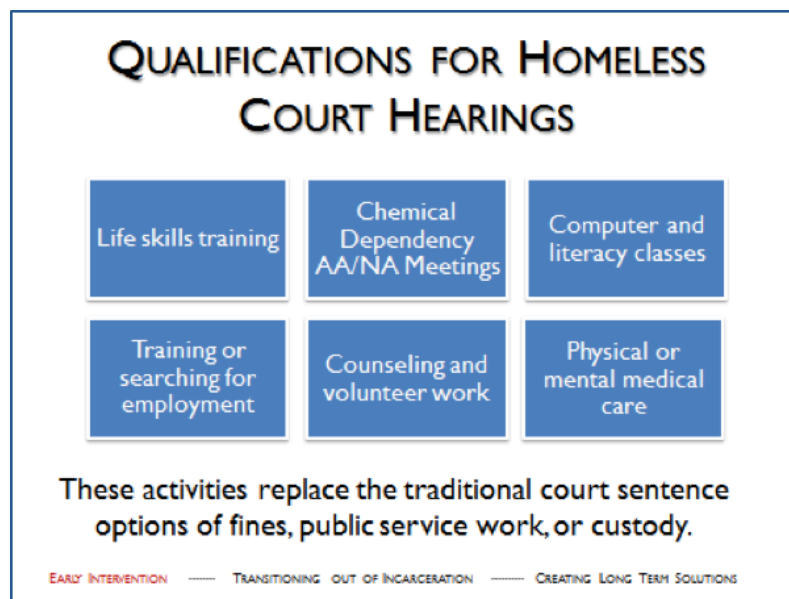 QUALIFICATIONS FOR HOMELESS
COURT HEARINGS
Life skills training
Chemical
Dependency
AA/NA Meetings
Computer and
literacy classes
Training or
searching for
employment
Counseling and
volunteer work
Physical or
mental medical
care
These activities replace the traditional court sentence
options of fines, public service work, or custody.
EARLY INTERVENTION ------- TRANSITIONING OUT OF INCARCERATION --------- CREATING LONG TERM SOLUTIONS